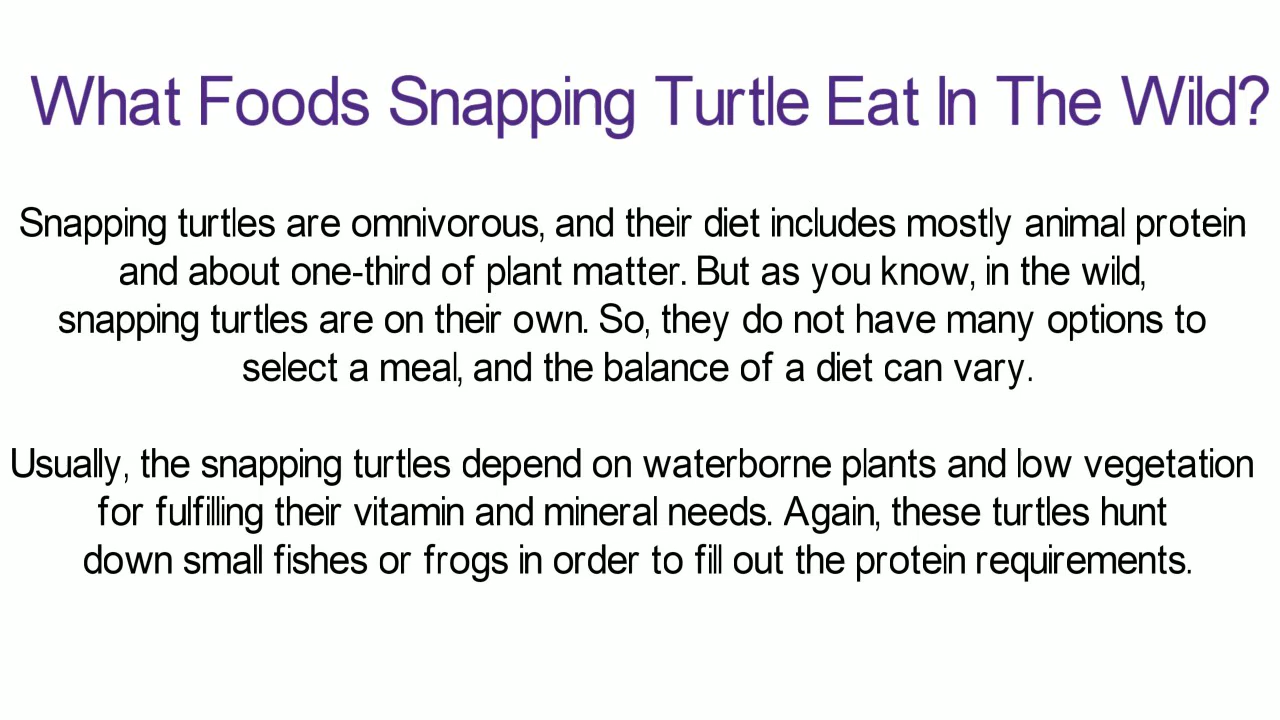 What Foods Snapping Turtle Eat In The Wild?
Snapping turtles are omnivorous, and their diet includes mostly animal protein
and about one-third of plant matter. But as you know, in the wild,
snapping turtles are on their own. So, they do not have many options to
select a meal, and the balance of a diet can vary.
Usually, the snapping turtles depend on waterborne plants and low vegetation
for fulfilling their vitamin and mineral needs. Again, these turtles hunt
down small fishes or frogs in order to fill out the protein requirements.